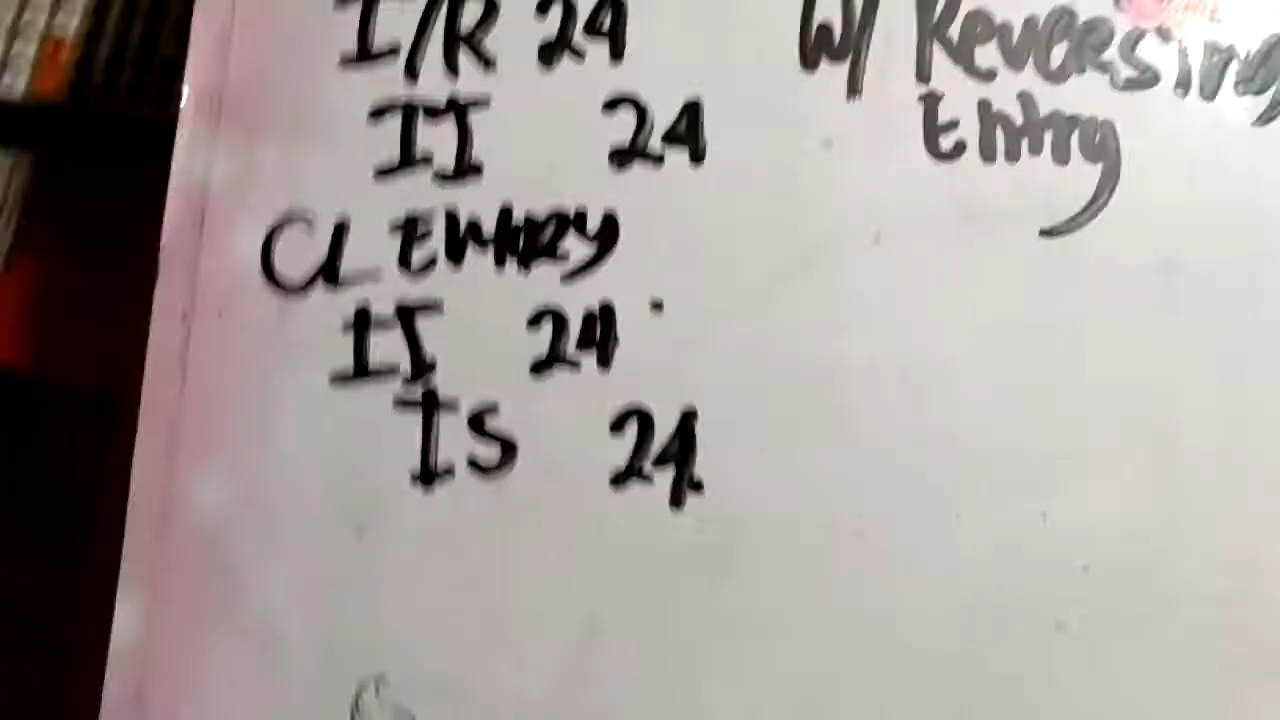 I/R 24
II 24
CL ENTRY
II 24
IS 24
W/ Reversing
Entry